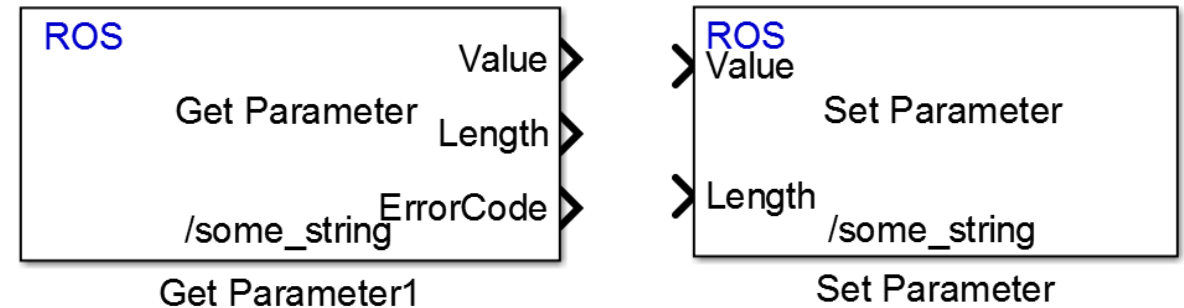 ROS
Value
Get Parameter
Length
ErrorCode
/some_string
Get Parameter1
ROS
Value
Set Parameter
Length
/some_string
Set Parameter